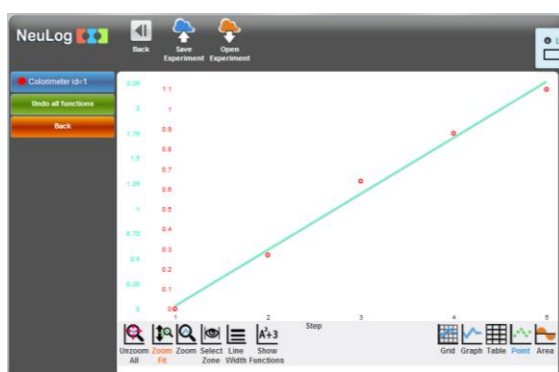 NeuLog
Back
Save
Experiment
Open
Experiment
Colorimeter id=1
Undo all functions
Back
2.25
2
1.75
1.5
1.25
1
0.75
0.5
0.25
0
1.1
1
0.9
0.8
0.7
0.6
0.5
0.4
0.3
0.2
0.1
0
1
2
3
4
5
Step
Unzoom
All
Zoom
Fit
Zoom
Select
Zone
Line
Width
A²+3
Show
Functions
Grid
Graph
Table
Point
Area